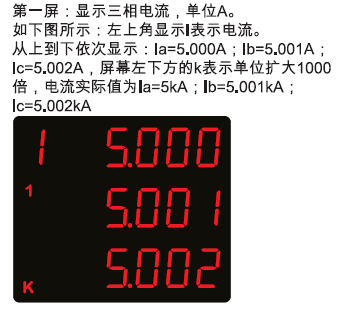 第一屏：显示三相电流，单位A。
如下图所示：左上角显示I表示电流。
从上到下依次显示：Ia=5.000A；Ib=5.001A；
Ic=5.002A，屏幕左下方的k表示单位扩大1000
倍，电流实际值为Ia=5kA；Ib=5.001kA；
Ic=5.002kA
I 5.000
1 5.001
K 5.002